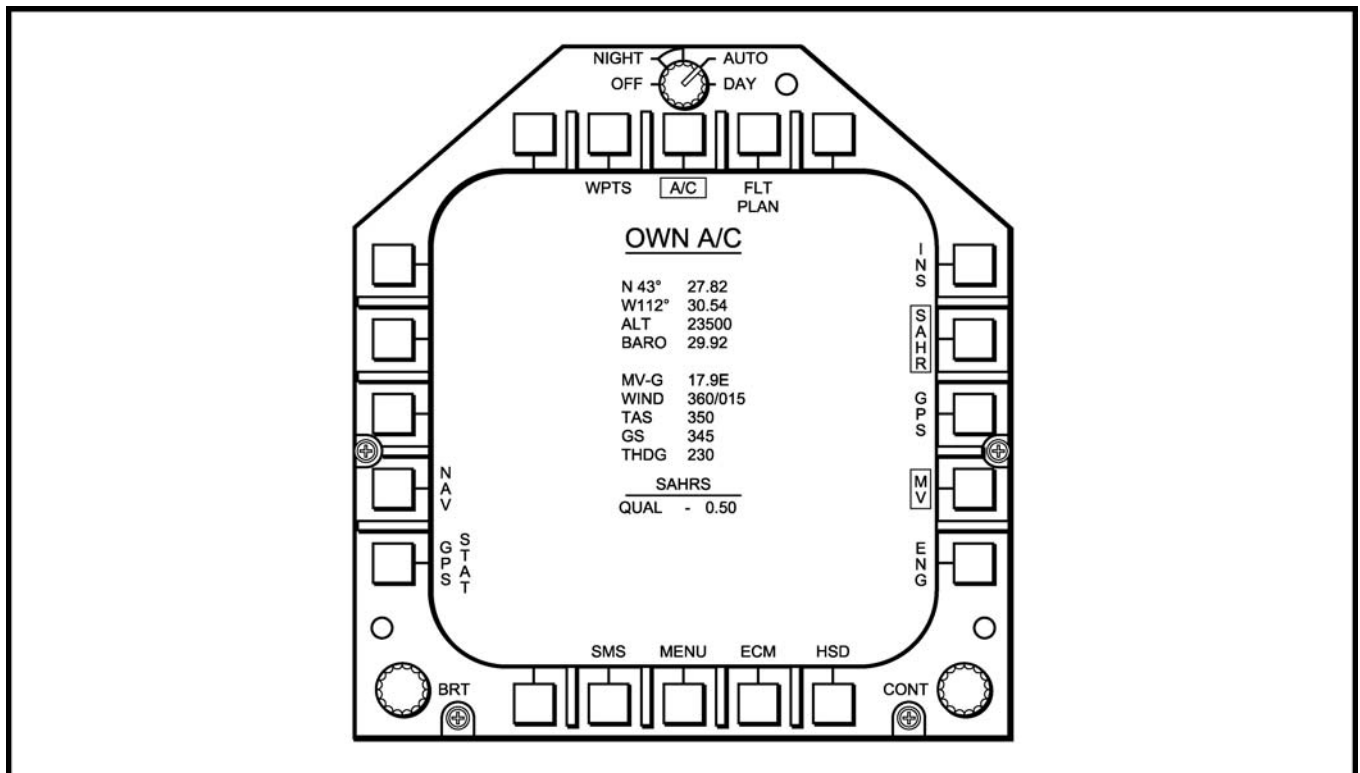 NIGHT AUTO
OFF DAY
WPTS A/C FLT
PLAN
OWN A/C
N 43° 27.82
W112° 30.54
ALT 23500
BARO 29.92
MV-G 17.9E
WIND 360/015
TAS 350
GS 345
THDG 230
SAHRS
QUAL - 0.50
INS
SAHR
GPS
MV
ENG
NAV
GPS STAT
SMS MENU ECM HSD
BRT CONT